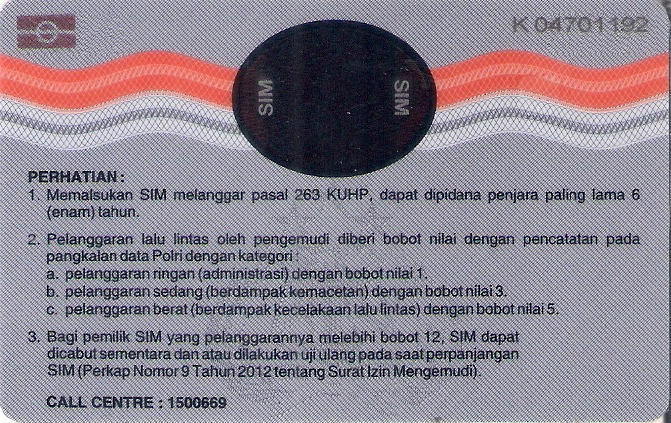 K 04701192
SIM SIM
PERHATIAN :
1. Memalsukan SIM melanggar pasal 263 KUHP, dapat dipidana penjara paling lama 6
(enam) tahun.
2. Pelanggaran lalu lintas oleh pengemudi diberi bobot nilai dengan pencatatan pada
pangkalan data Polri dengan kategori :
a. pelanggaran ringan (administrasi) dengan bobot nilai 1.
b. pelanggaran sedang (berdampak kemacetan) dengan bobot nilai 3.
c. pelanggaran berat (berdampak kecelakaan lalu lintas) dengan bobot nilai 5.
3. Bagi pemilik SIM yang pelanggarannya melebihi bobot 12, SIM dapat
dicabut sementara dan atau dilakukan uji ulang pada saat perpanjangan
SIM (Perkap Nomor 9 Tahun 2012 tentang Surat Izin Mengemudi).
CALL CENTRE : 1500669